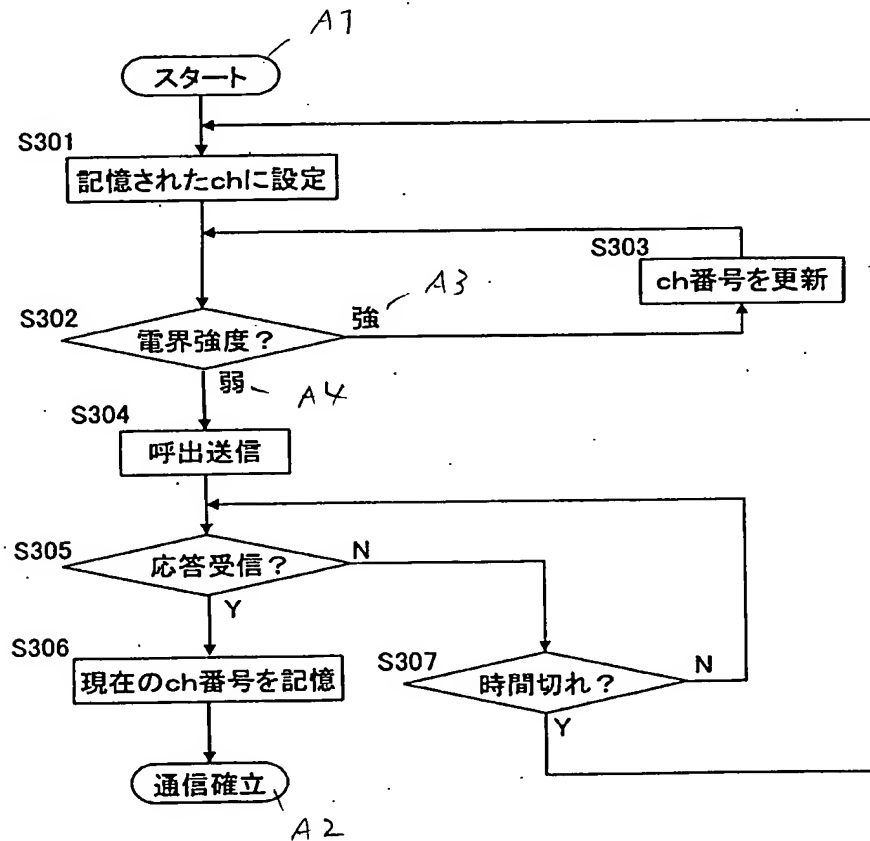 A1
スタート
S301
記憶されたchに設定
S303
ch番号を更新
A3
S302
電界強度?
強
弱
A4
S304
呼出送信
S305
応答受信?
N
Y
S306
現在のch番号を記憶
S307
時間切れ?
N
Y
通信確立
A2